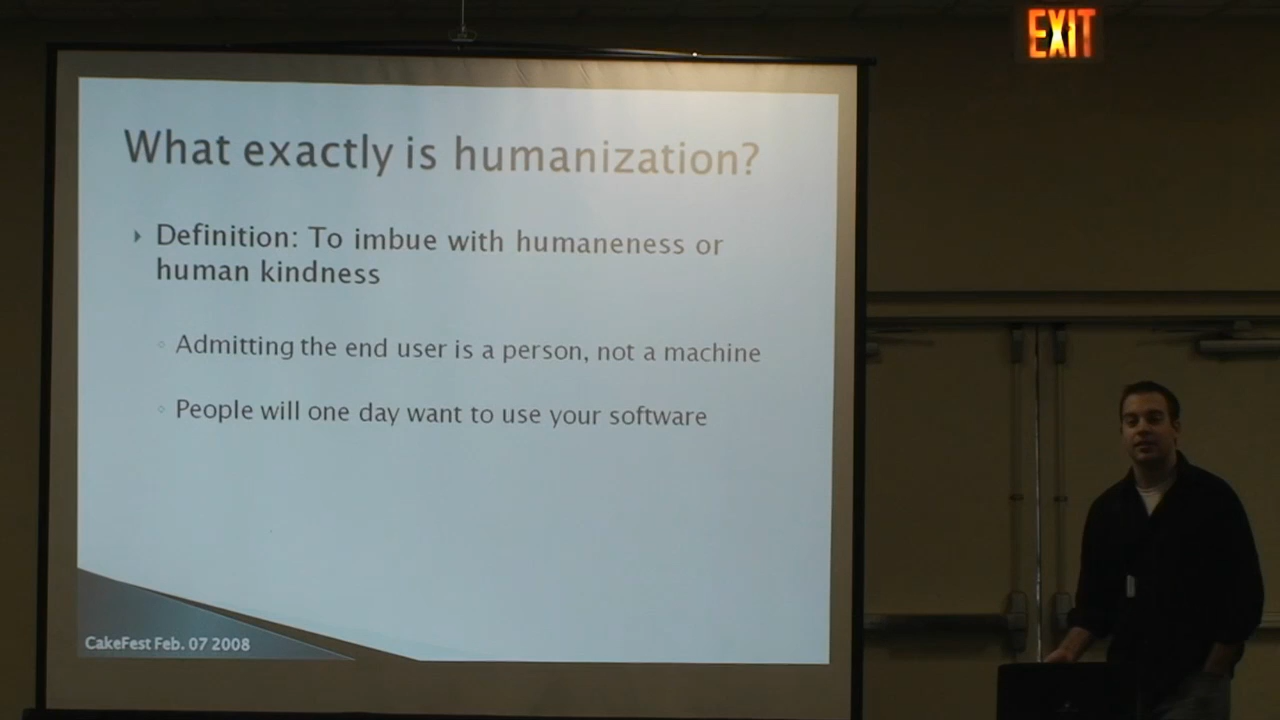 EXIT
What exactly is humanization?
Definition: To imbue with humaneness or
human kindness
Admitting the end user is a person, not a machine
People will one day want to use your software
CakeFest Feb. 07 2008